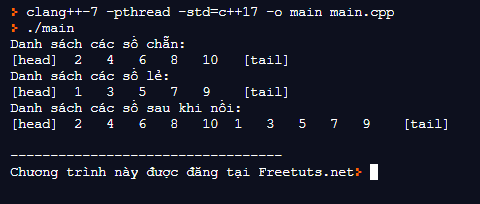 > clang++-7 -pthread -std=c++17 -o main main.cpp
> ./main
Danh sách các số chẵn:
[head] 2 4 6 8 10 [tail]
Danh sách các số lẻ:
[head] 1 3 5 7 9 [tail]
Danh sách các số sau khi nối:
[head] 2 4 6 8 10 1 3 5 7 9 [tail]
----------------------------------
Chương trình này được đăng tại Freetuts.net>